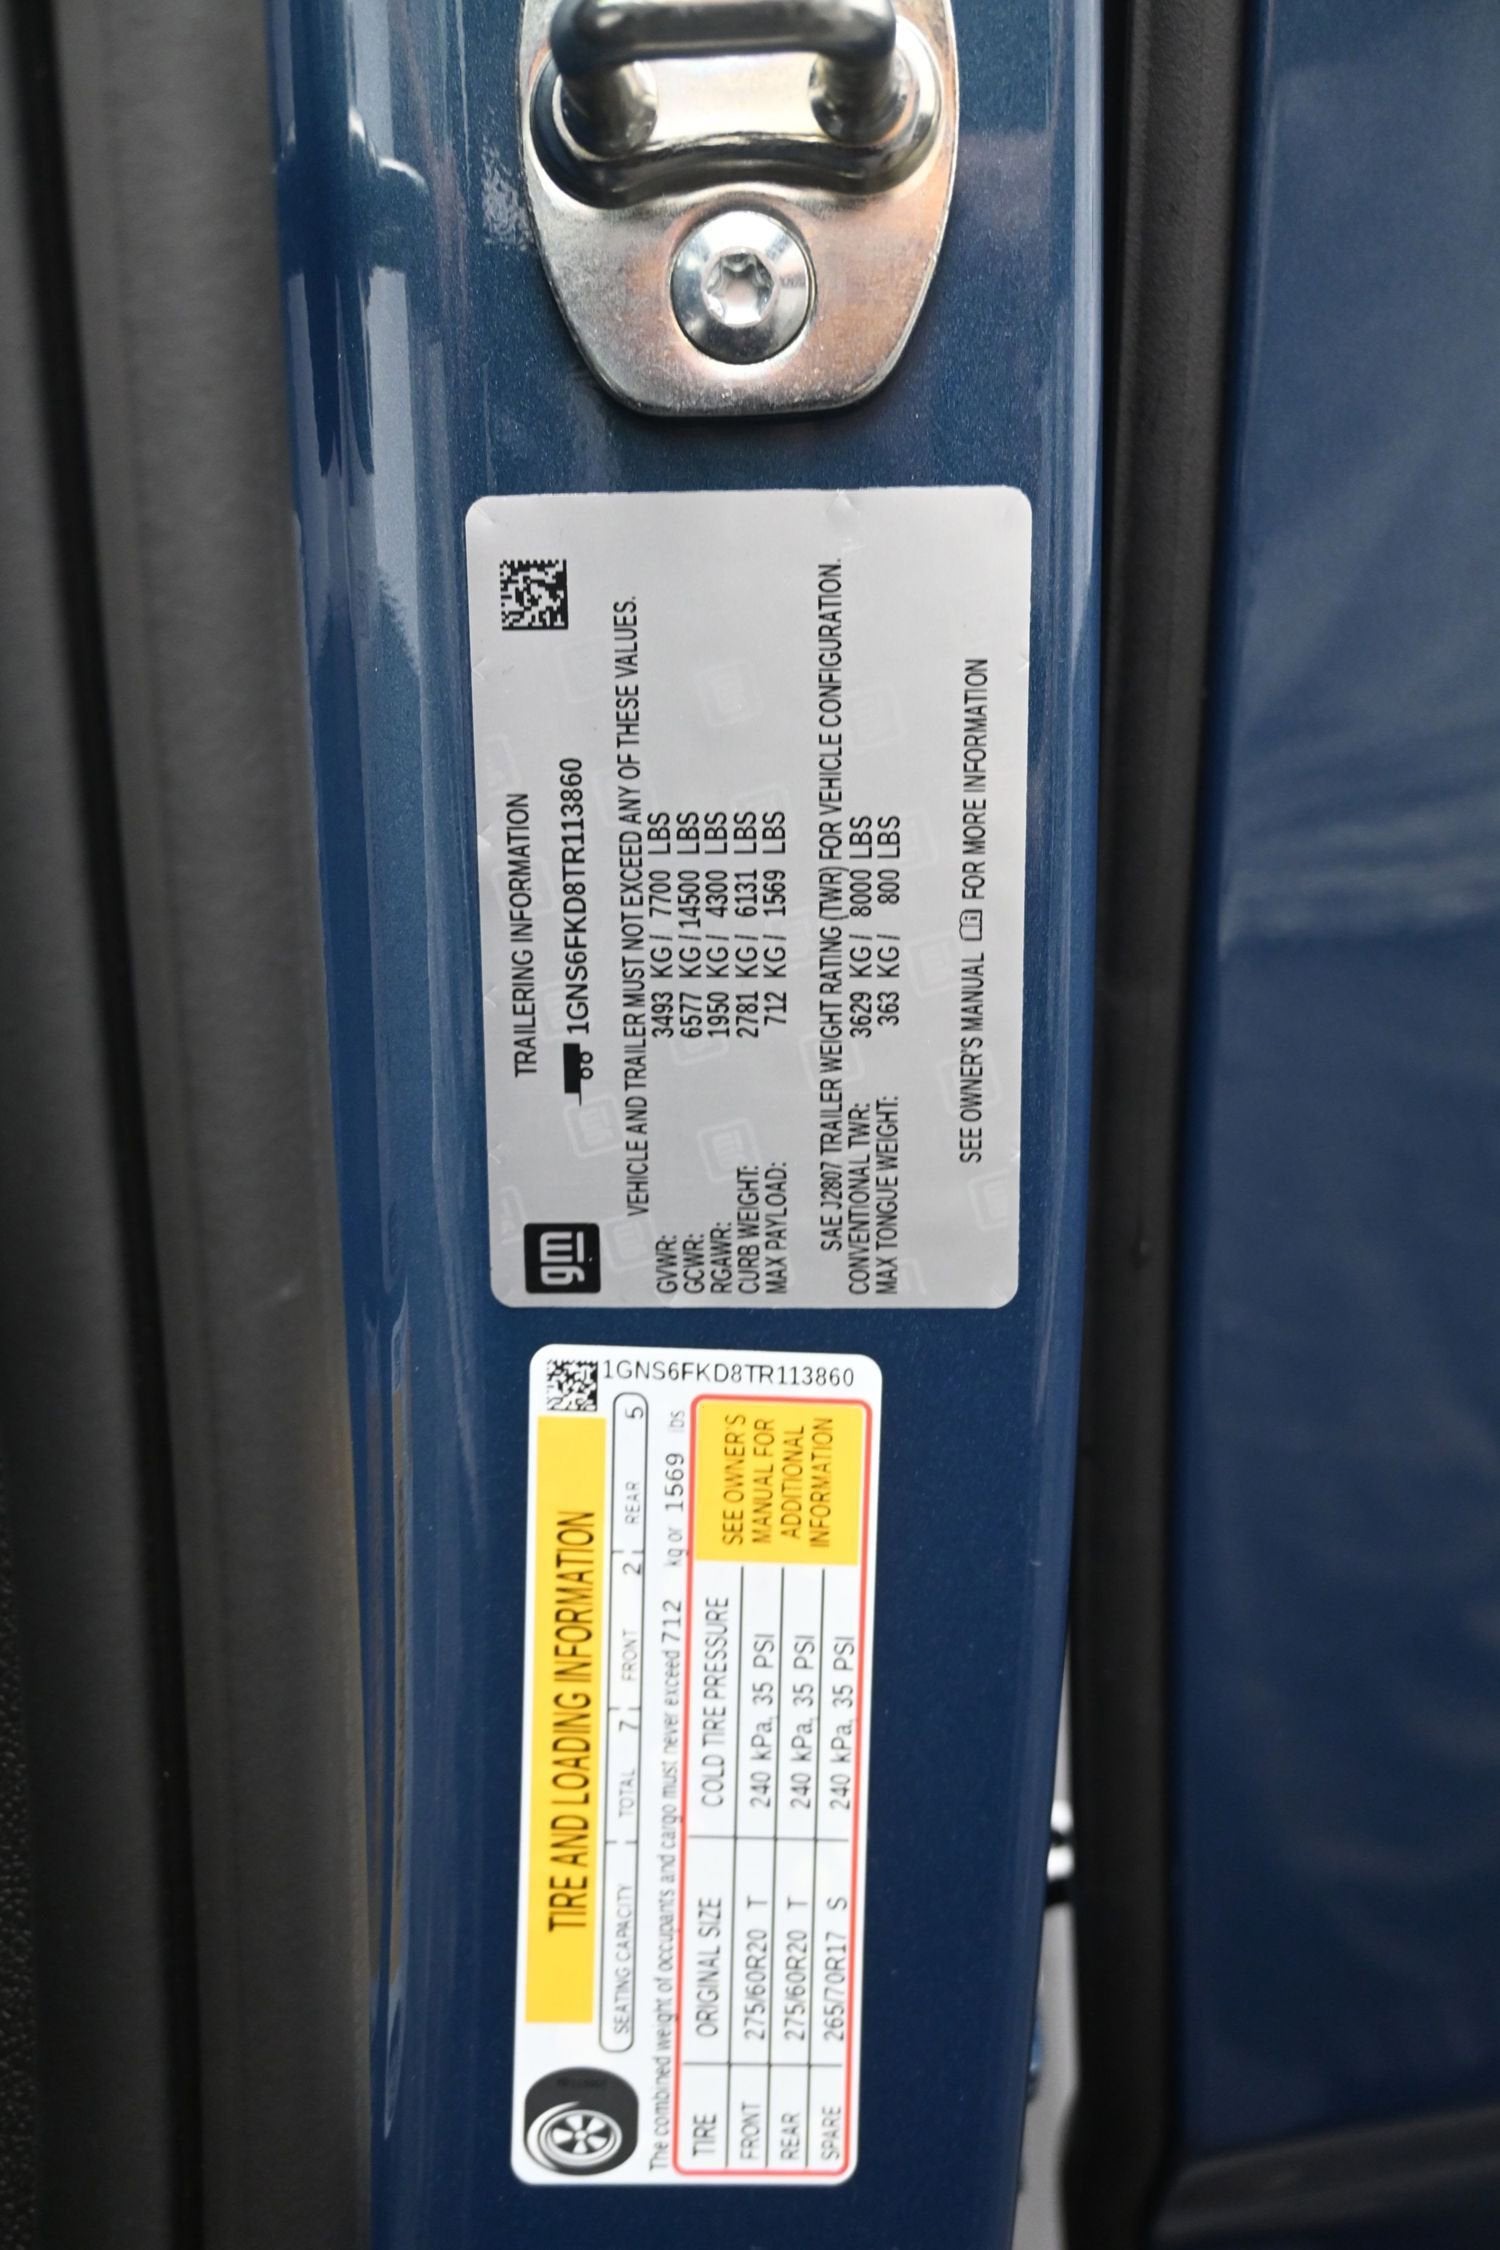 gm
TRAILERING INFORMATION
1GNS6FKD8TR113860
VEHICLE AND TRAILER MUST NOT EXCEED ANY OF THESE VALUES.
GVWR: 3493 KG / 7700 LBS
GCWR: 6577 KG / 14500 LBS
RGAWR: 1950 KG / 4300 LBS
CURB WEIGHT: 2781 KG / 6131 LBS
MAX PAYLOAD: 712 KG / 1569 LBS
SAE J2807 TRAILER WEIGHT RATING (TWR) FOR VEHICLE CONFIGURATION.
CONVENTIONAL TWR: 3629 KG / 8000 LBS
MAX TONGUE WEIGHT: 363 KG / 800 LBS
SEE OWNER'S MANUAL FOR MORE INFORMATION
TIRE AND LOADING INFORMATION
SEATING CAPACITY TOTAL 7 FRONT 2 REAR 5
The combined weight of occupants and cargo must never exceed 712 kg or 1569 lbs
TIRE ORIGINAL SIZE COLD TIRE PRESSURE
FRONT 275/60R20 T 240 kPa, 35 PSI
REAR 275/60R20 T 240 kPa, 35 PSI
SPARE 265/70R17 S 240 kPa, 35 PSI
SEE OWNER'S
MANUAL FOR
ADDITIONAL
INFORMATION
1GNS6FKD8TR113860